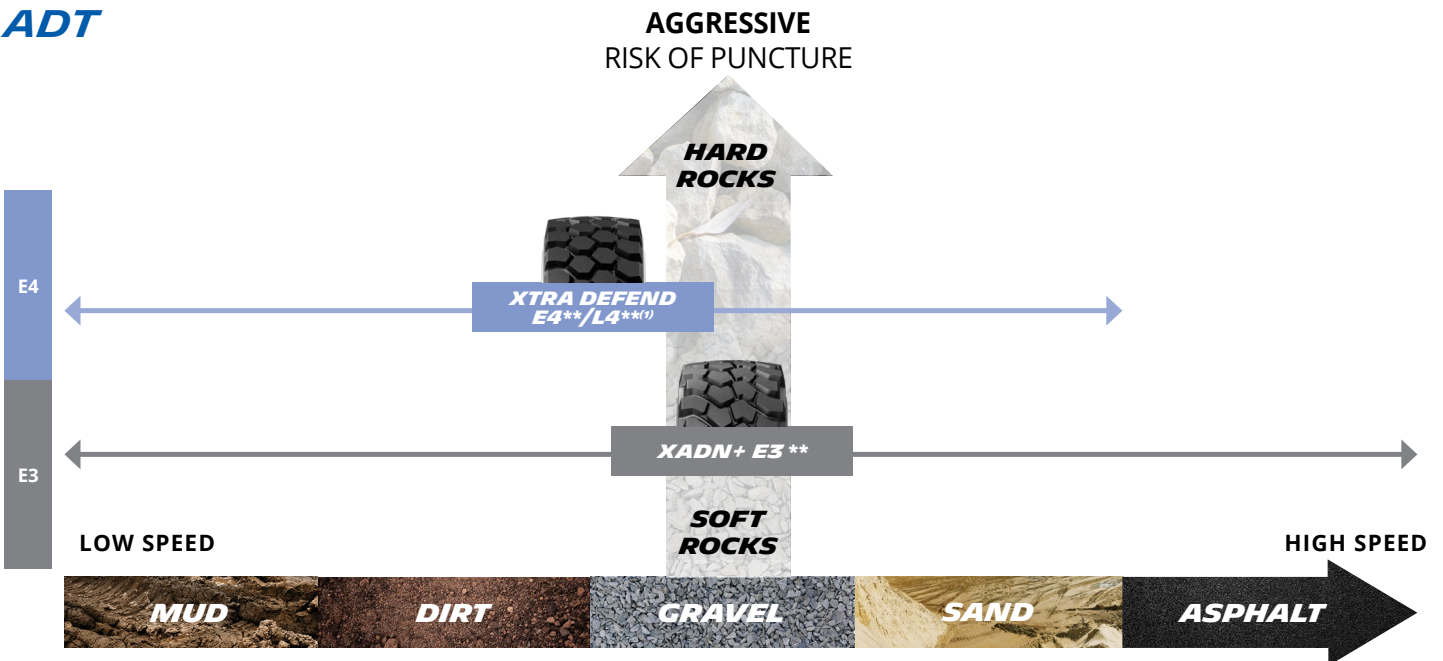 ADT
AGGRESSIVE
RISK OF PUNCTURE
HARD
ROCKS
E4
XTRA DEFEND
E4**/L4**(1)
XADN+ E3 **
E3
SOFT
ROCKS
LOW SPEED
HIGH SPEED
MUD
DIRT
GRAVEL
SAND
ASPHALT